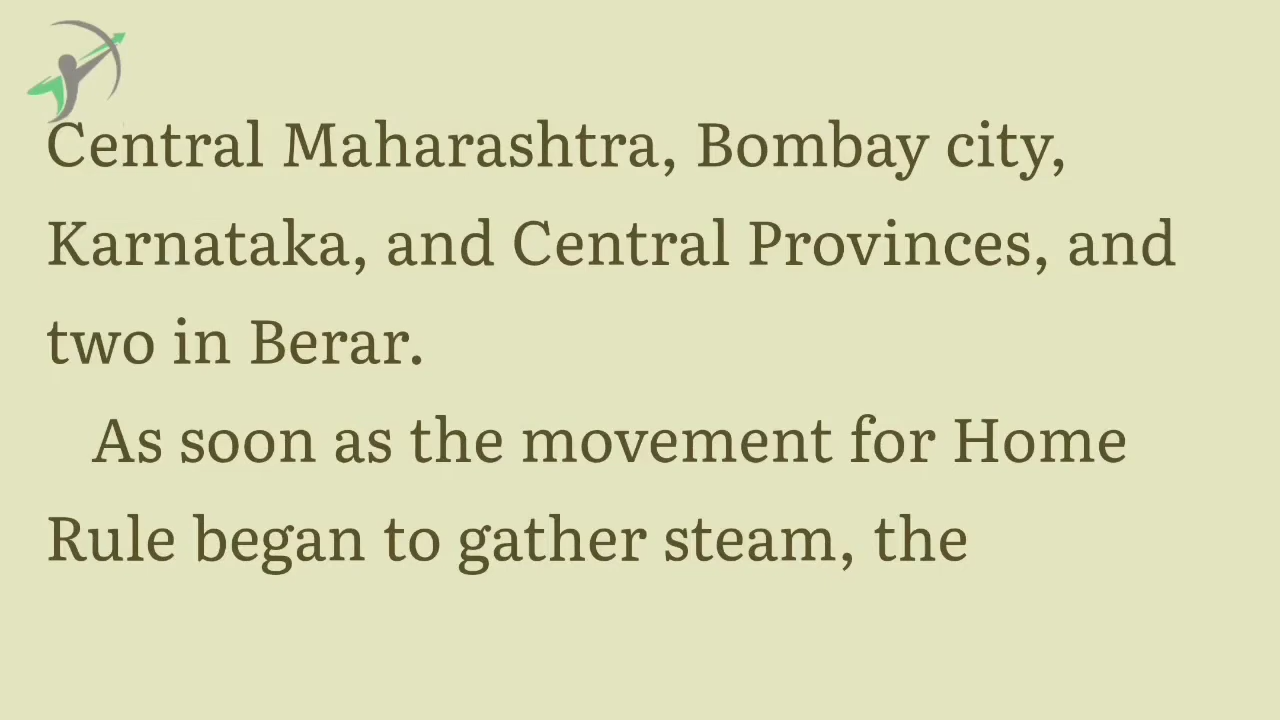 Central Maharashtra, Bombay city,
Karnataka, and Central Provinces, and
two in Berar.
As soon as the movement for Home
Rule began to gather steam, the